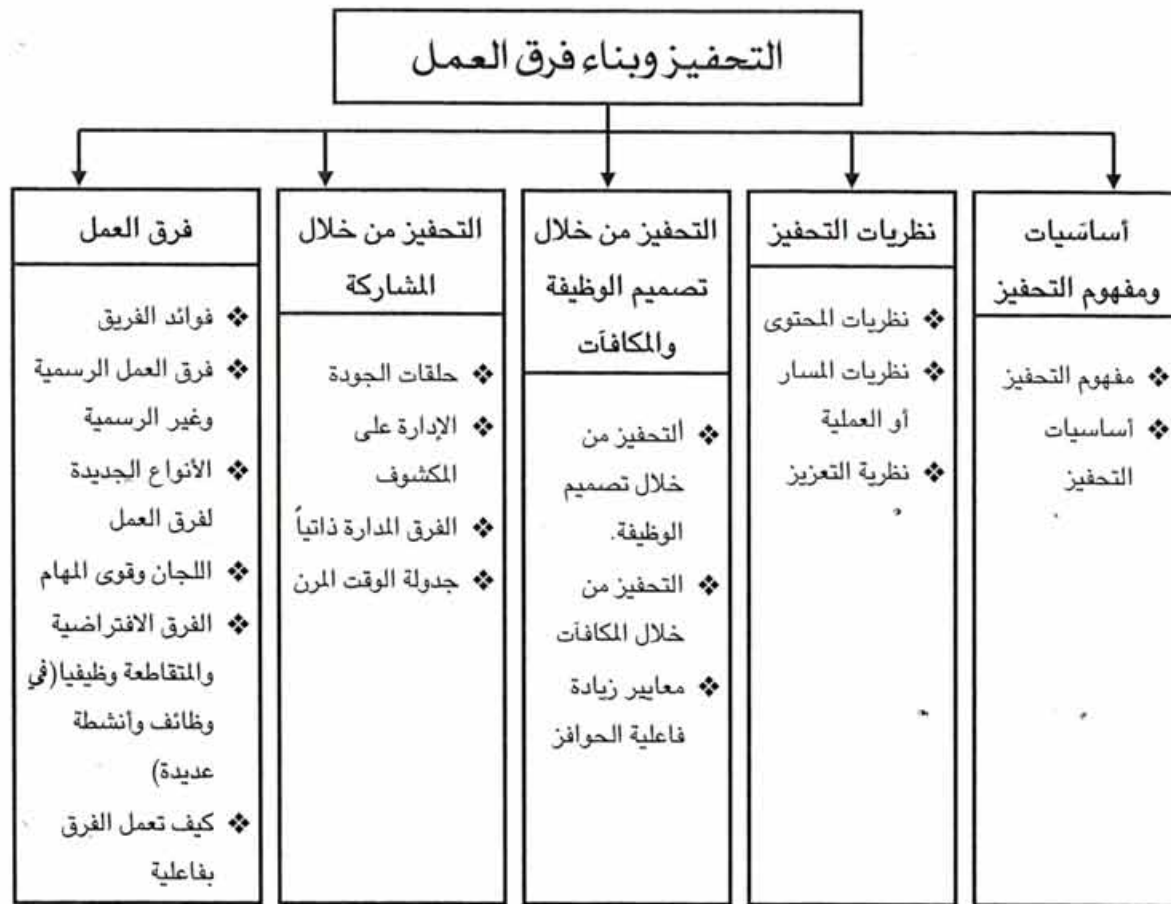 التحفيز وبناء فرق العمل
أساسيات
ومفهوم التحفيز
❖ مفهوم التحفيز
❖ أساسيات
التحفيز
نظريات التحفيز
❖ نظريات المحتوى
❖ نظريات المسار
أو العملية
❖ نظرية التعزيز
التحفيز من خلال
تصميم الوظيفة
والمكافآت
❖ ألتحفيز من
خلال تصميم
الوظيفة.
❖ التحفيز من
خلال المكافآت
❖ معايير زيادة
فاعلية الحوافز
التحفيز من خلال
المشاركة
❖ حلقات الجودة
❖ الإدارة على
المكشوف
❖ الفرق المدارة ذاتياً
❖ جدولة الوقت المرن
فرق العمل
❖ فوائد الفريق
❖ فرق العمل الرسمية
وغير الرسمية
❖ الأنواع الجديدة
لفرق العمل
❖ اللجان وقوى المهام
❖ الفرق الافتراضية
والمتقاطعة وظيفيا(في
وظائف وأنشطة
عديدة)
❖ كيف تعمل الفرق
بفاعلية